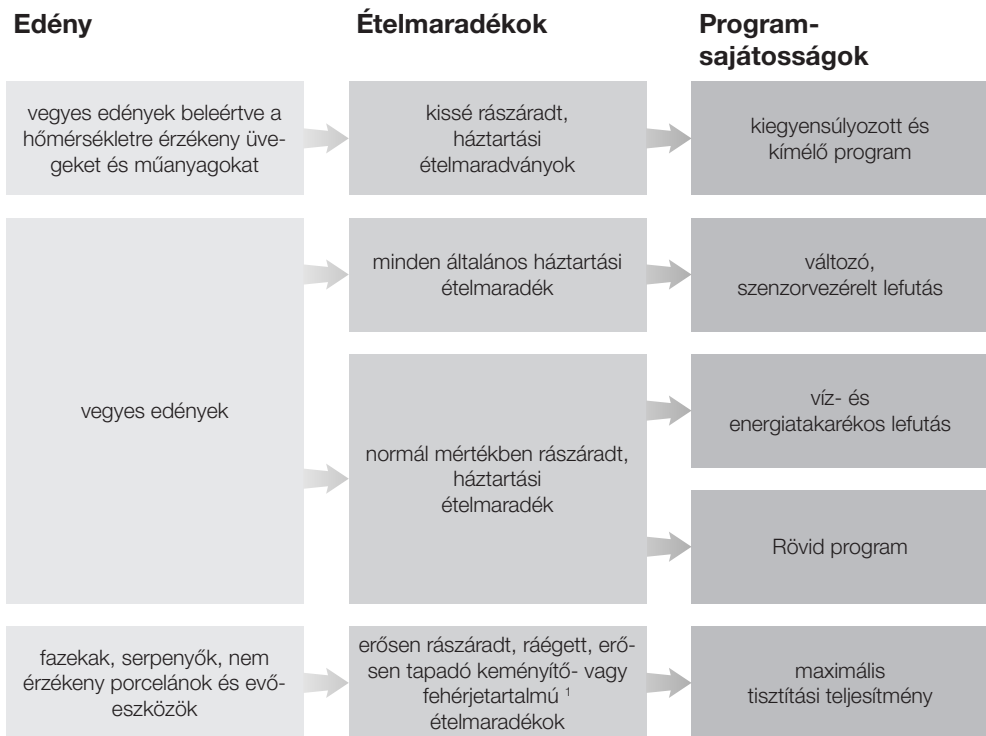 Edény
Ételmaradékok
Program-
sajátosságok
vegyes edények beleértve a
hőmérsékletre érzékeny üve-
geket és műanyagokat
kissé rászáradt,
háztartási
ételmaradványok
kiegyensúlyozott és
kímélő program
vegyes edények
minden általános háztartási
ételmaradék
változó,
szenzorvezérelt lefutás
normál mértékben rászáradt,
háztartási
ételmaradék
víz- és
energiatakarékos lefutás
Rövid program
fazekak, serpenyők, nem
érzékeny porcelánok és evő-
eszközök
erősen rászáradt, ráégett, erő-
sen tapadó keményítő- vagy
fehérjetartalmú ¹
ételmaradékok
maximális
tisztítási teljesítmény